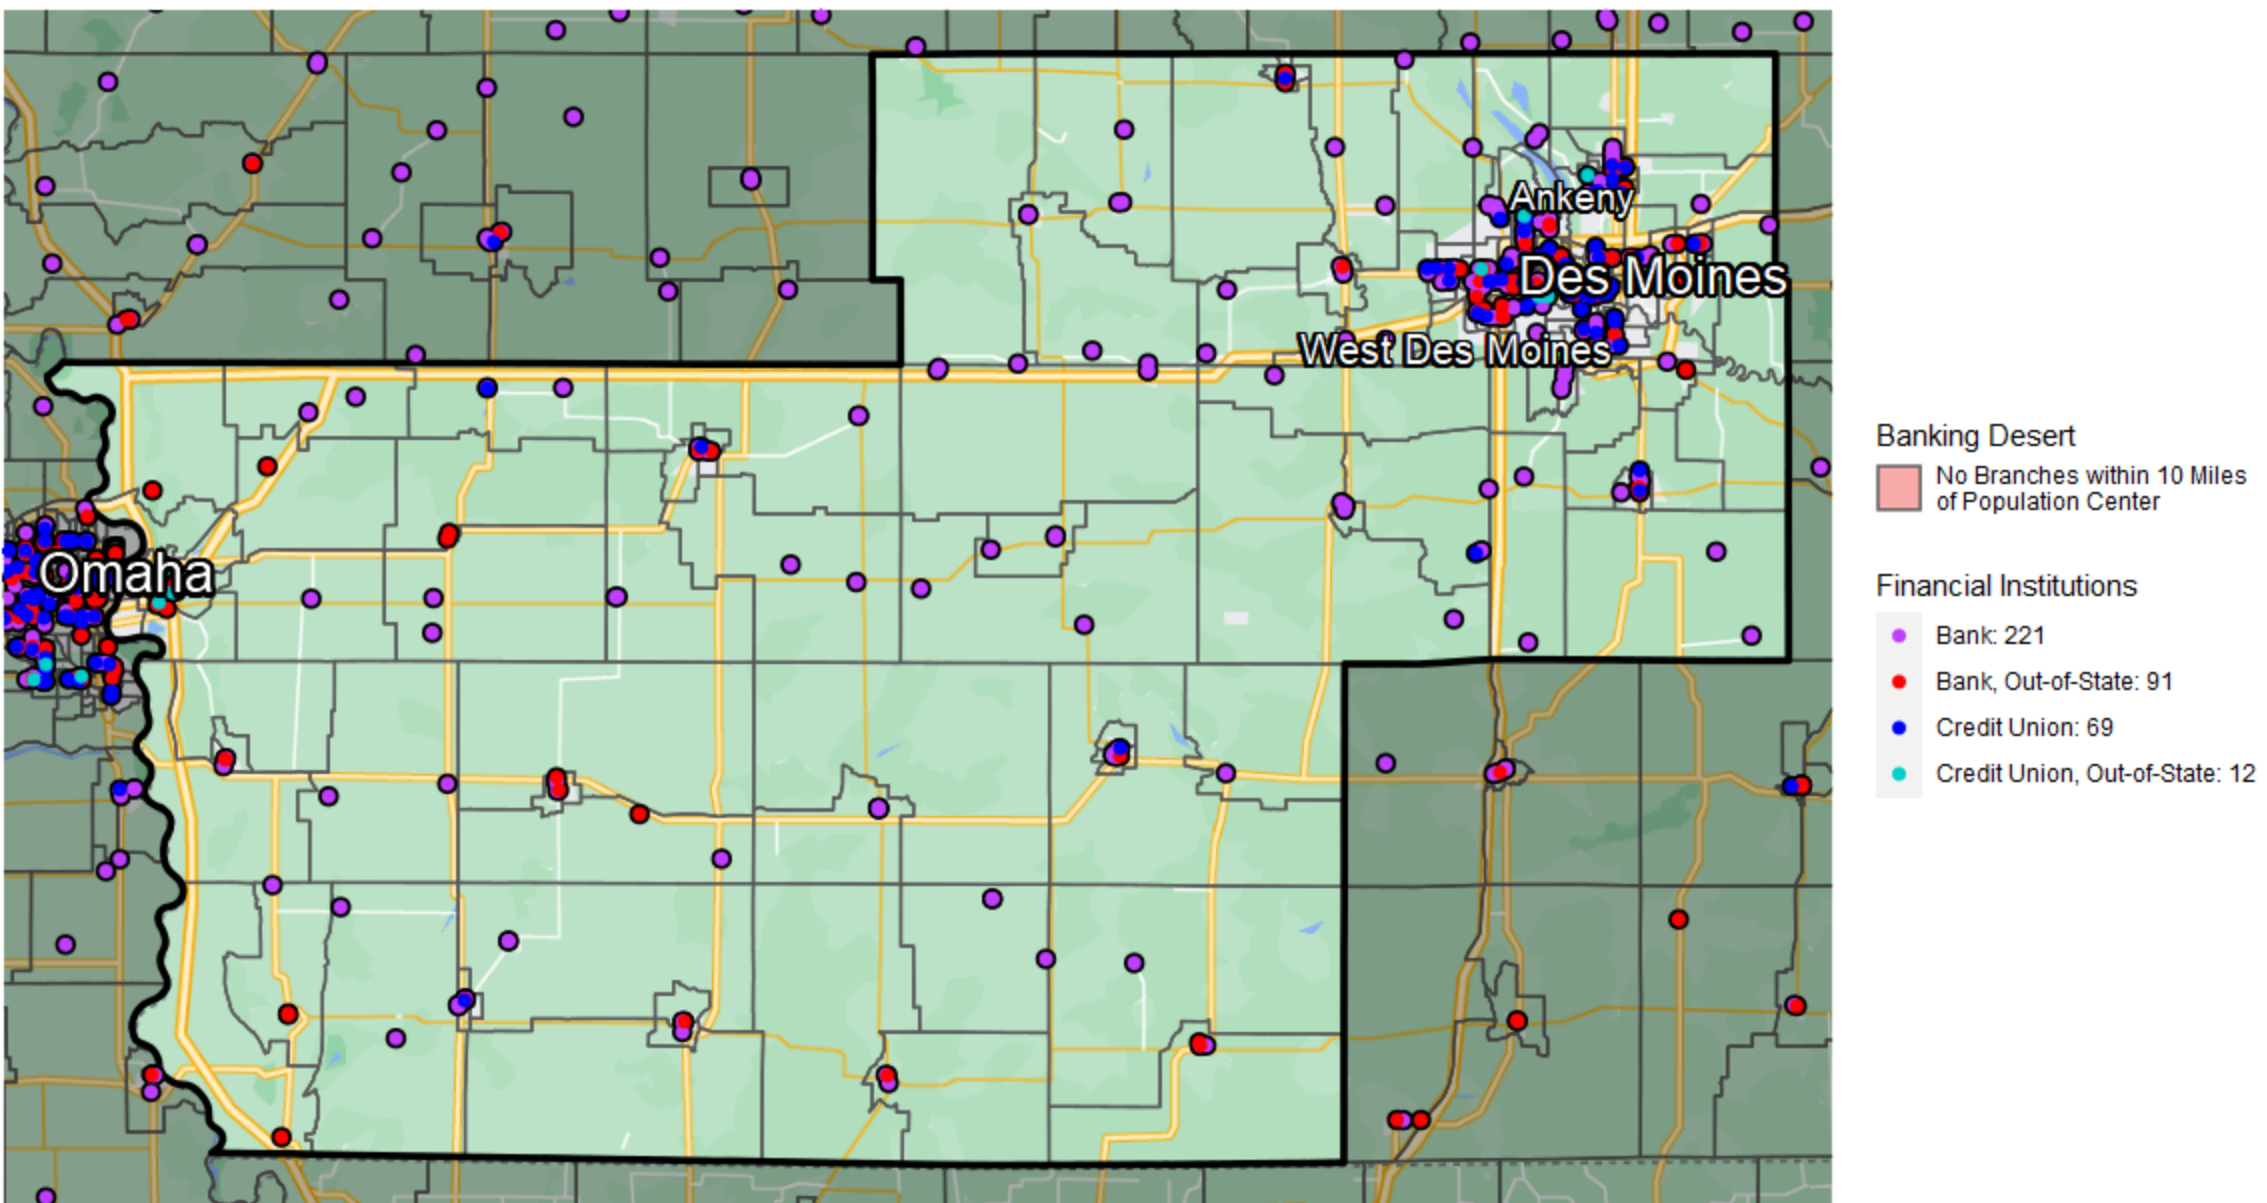 Ankeny
Des Moines
West Des Moines
Banking Desert
No Branches within 10 Miles
of Population Center
Omaha
Financial Institutions
Bank: 221
Bank, Out-of-State: 91
Credit Union: 69
Credit Union, Out-of-State: 12